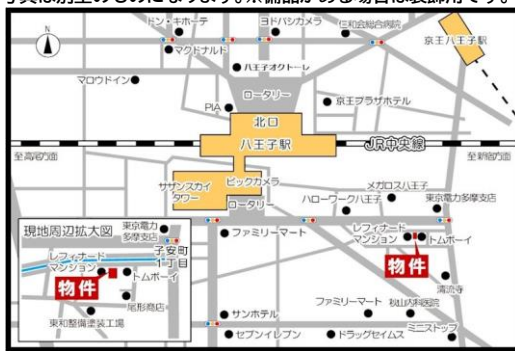 写真は別室のものになります。※備品がある場合は装飾用です。
N
ドン・キホーテ
ヨドバシカメラ
仁和会総合病院
京王八王子駅
マクドナルド
八王子オクトーレ
マロウドイン
ロータリー
PIA
京王プラザホテル
北口
八王子駅
JR中央線
至高尾方面
至新宿方面
ビックカメラ
サザンスカイ
タワー
ロータリー
メガロス八王子
ハローワーク八王子
東京電力
多摩支店
ファミリーマート
レフィナード
マンション
トムボーイ
物件
清流寺
ファミリーマート
秋山内科医院
サンホテル
ミニストップ
セブンイレブン
ドラッグセイムス
現地周辺拡大図
東京電力
多摩支店
子安町
1丁目
レフィナード
マンション
トムボーイ
物件
尾形商店
東和整備塗装工場